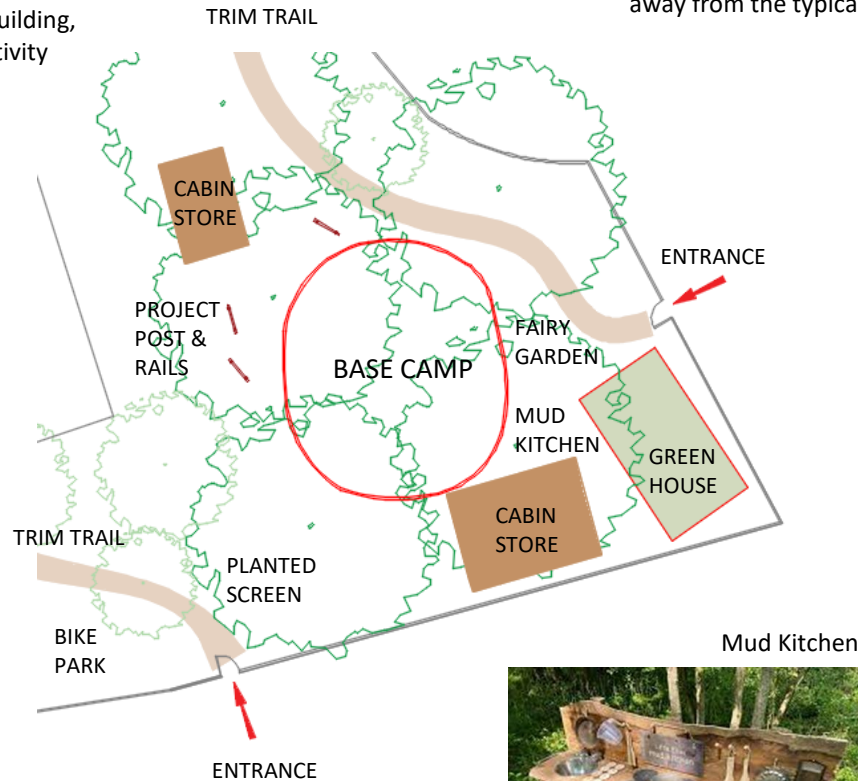 uilding,
tivity
TRIM TRAIL
away from the typica
CABIN
STORE
ENTRANCE
PROJECT
POST &
RAILS
FAIRY
GARDEN
BASE CAMP
MUD
KITCHEN
GREEN
HOUSE
CABIN
STORE
TRIM TRAIL
PLANTED
SCREEN
BIKE
PARK
Mud Kitchen
ENTRANCE